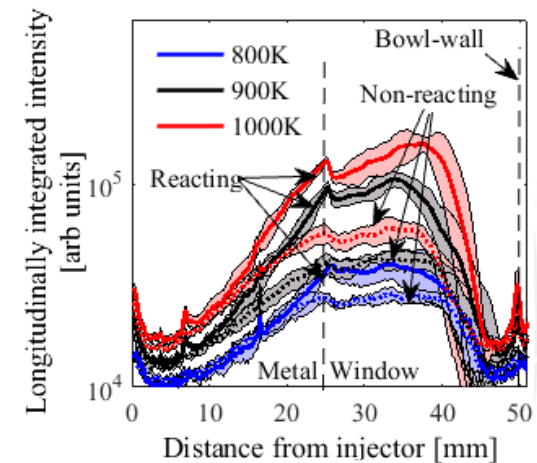 Longitudinally integrated intensity
[arb units]
10^5
10^4
800K
900K
1000K
Bowl-wall
Non-reacting
Reacting
Metal Window
0 10 20 30 40 50
Distance from injector [mm]